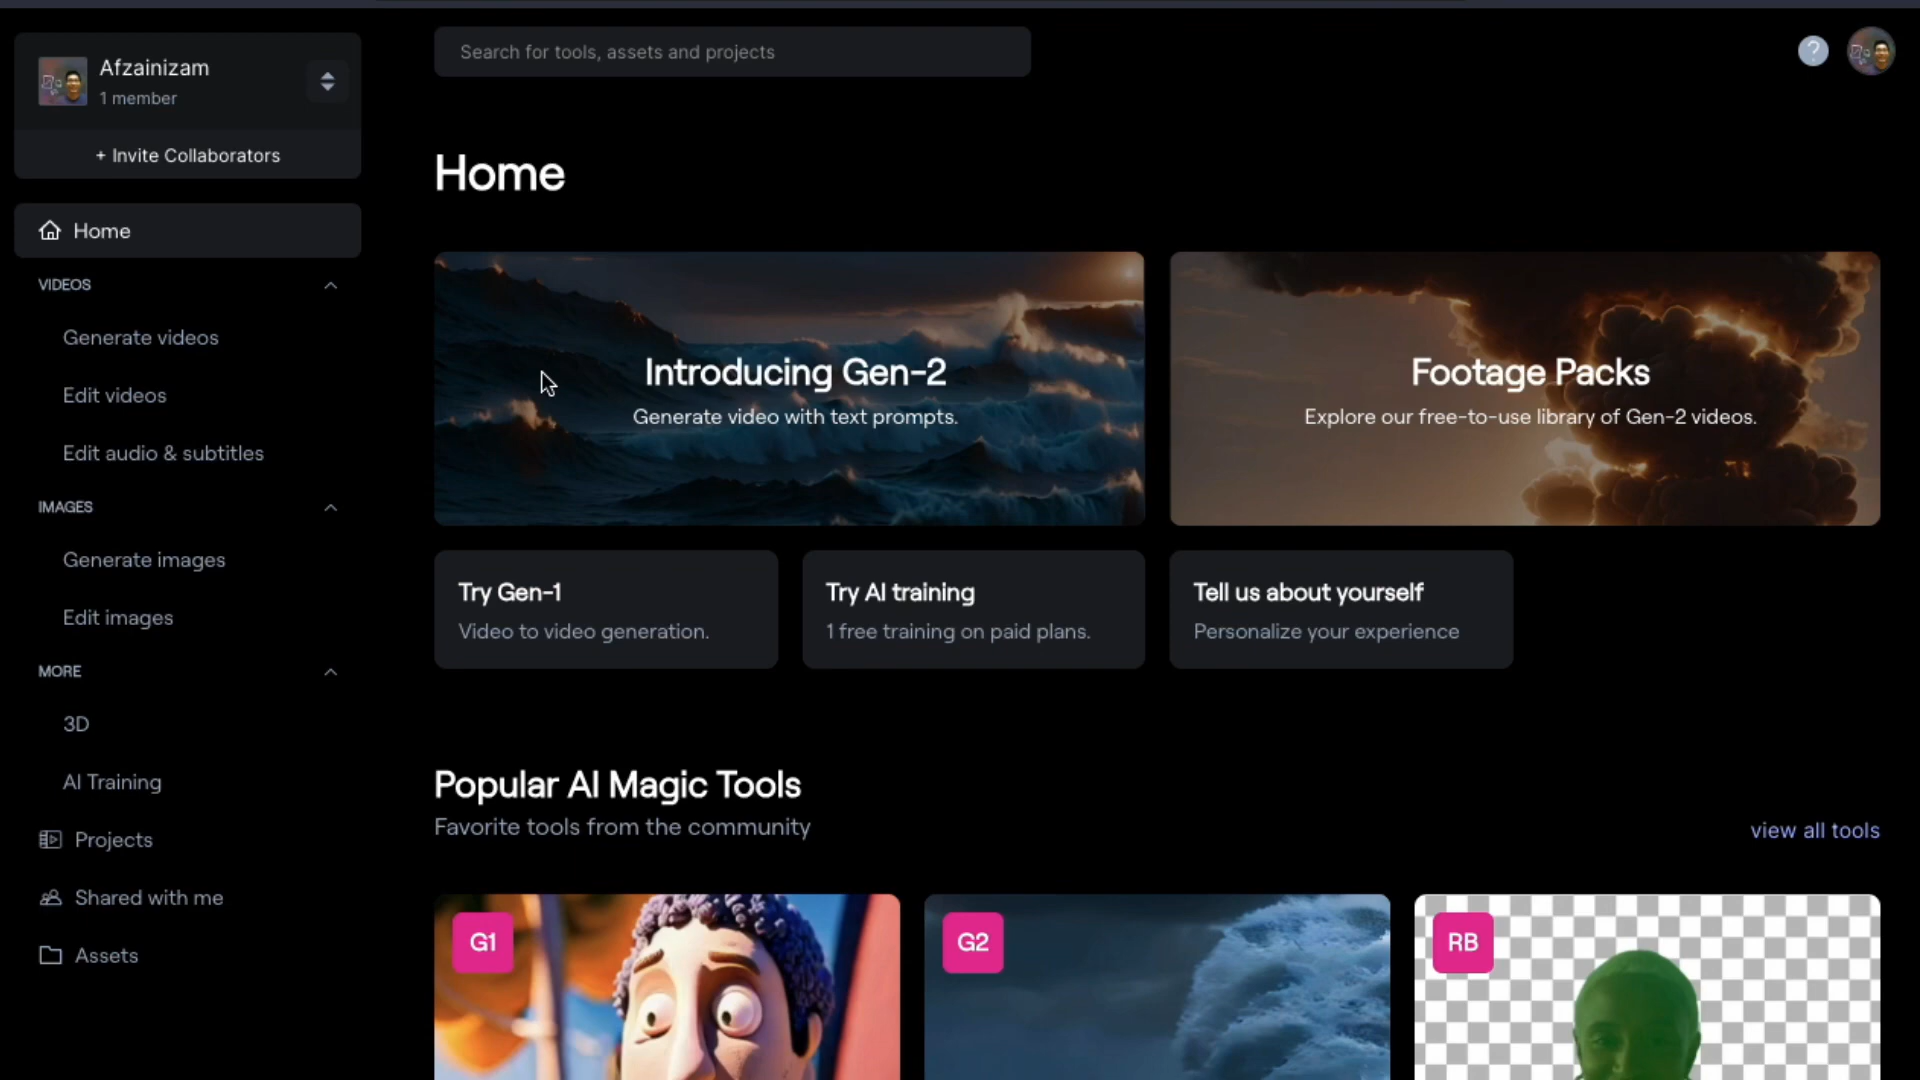 Afzainizam
1 member
+ Invite Collaborators
Home
VIDEOS
Generate videos
Edit videos
Edit audio & subtitles
IMAGES
Generate images
Edit images
MORE
3D
AI Training
Projects
Shared with me
Assets
Search for tools, assets and projects
?
Home
Introducing Gen-2
Generate video with text prompts.
Footage Packs
Explore our free-to-use library of Gen-2 videos.
Try Gen-1
Video to video generation.
Try AI training
1 free training on paid plans.
Tell us about yourself
Personalize your experience
Popular AI Magic Tools
Favorite tools from the community
view all tools
G1
G2
RB